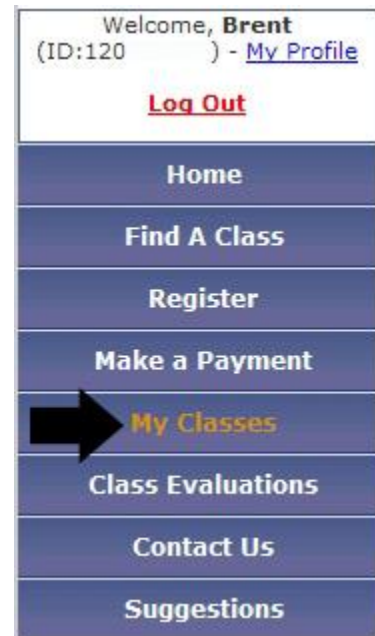 Welcome, Brent
(ID:120 ) - My Profile
Log Out
Home
Find A Class
Register
Make a Payment
My Classes
Class Evaluations
Contact Us
Suggestions